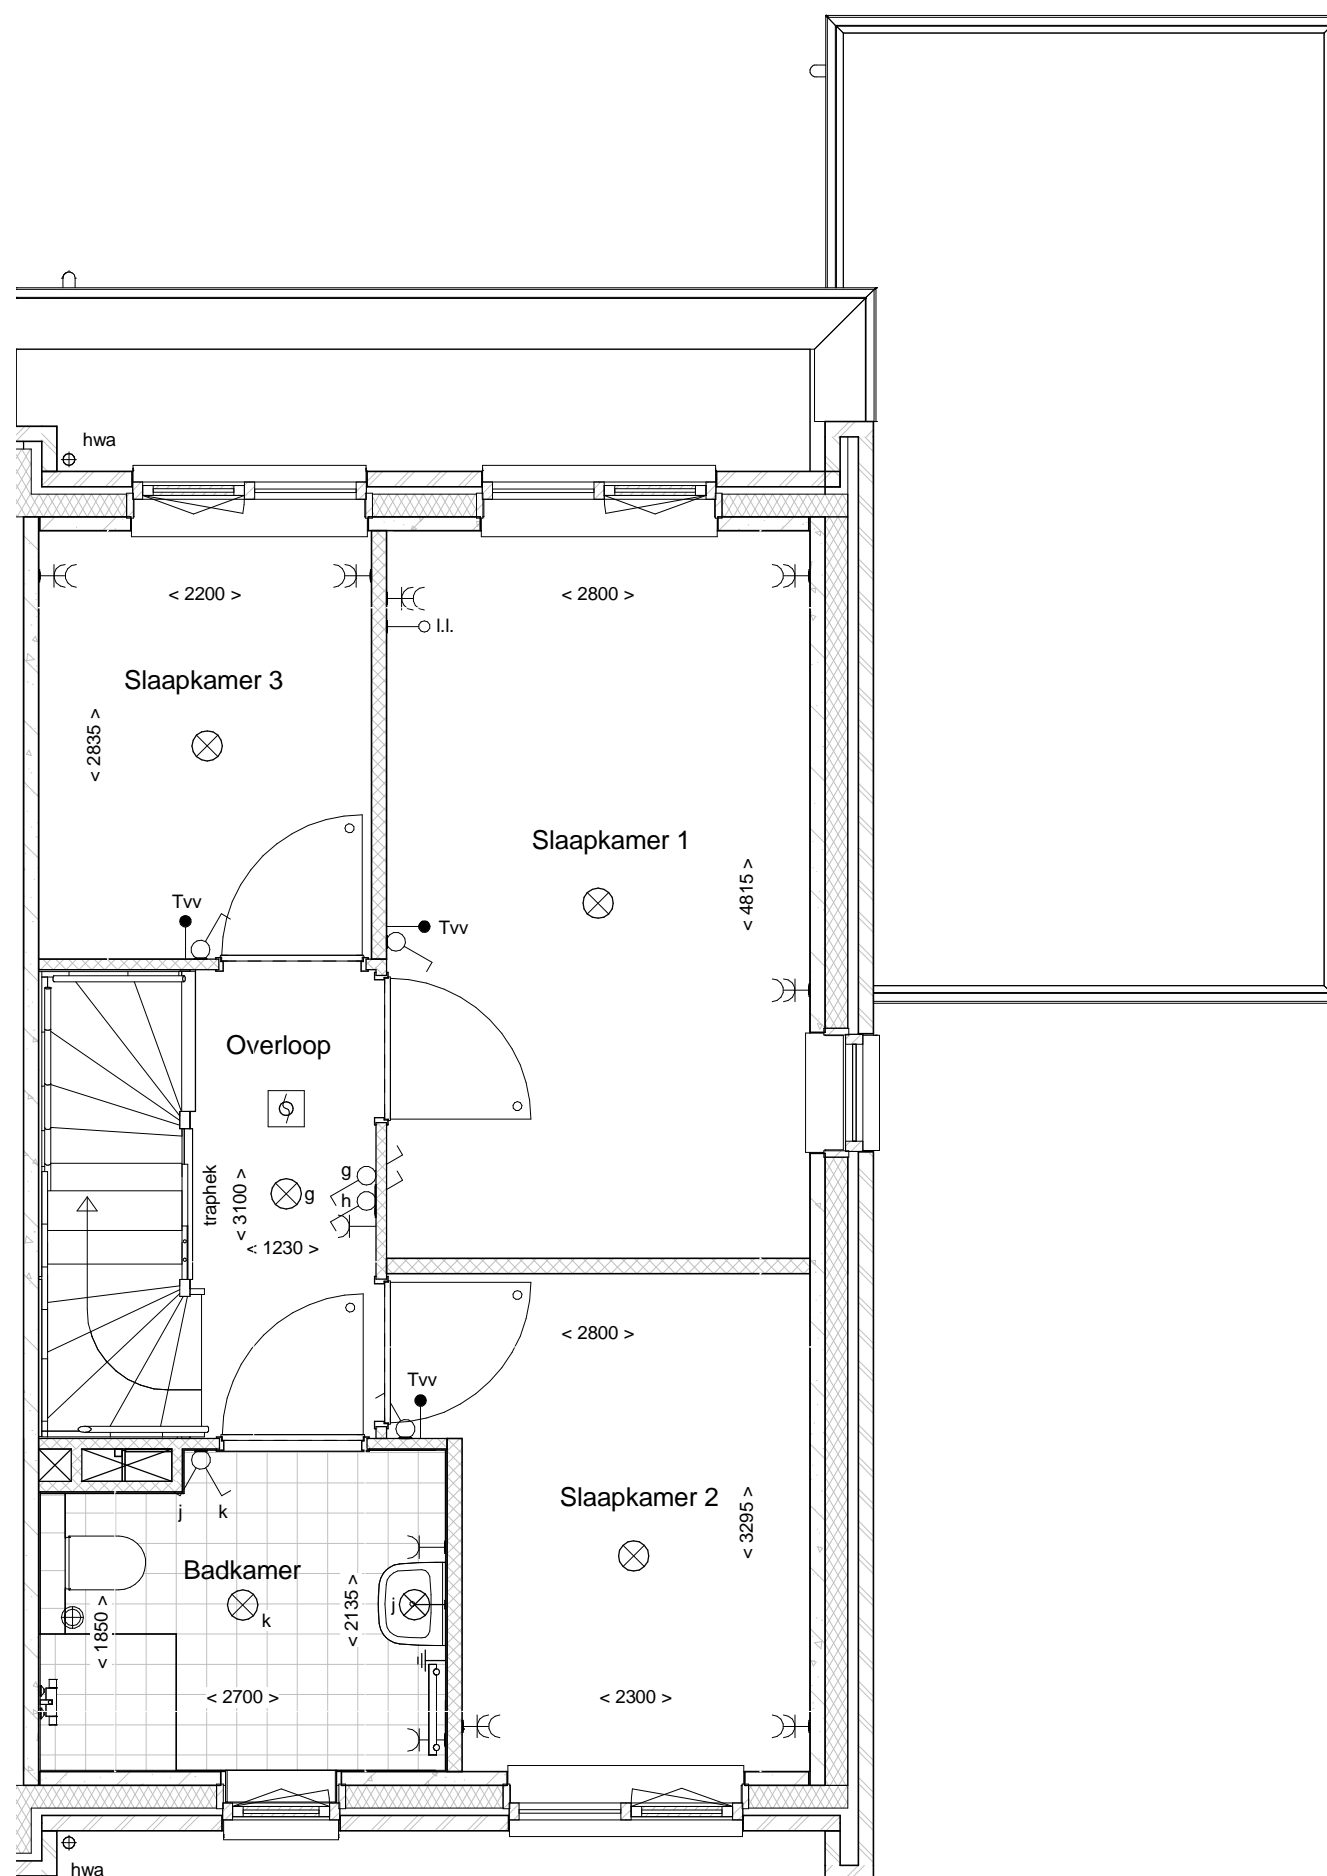 hwa
< 2200 >
< 2800 >
l.l.
Slaapkamer 3
< 2835 >
Slaapkamer 1
< 4815 >
Tvv
Tvv
Overloop
traphek
< 3100 >
g
g
h
< 1230 >
< 2800 >
Tvv
Slaapkamer 2
< 3295 >
j
k
Badkamer
< 1850 >
k
< 2135 >
j
< 2700 >
< 2300 >
hwa